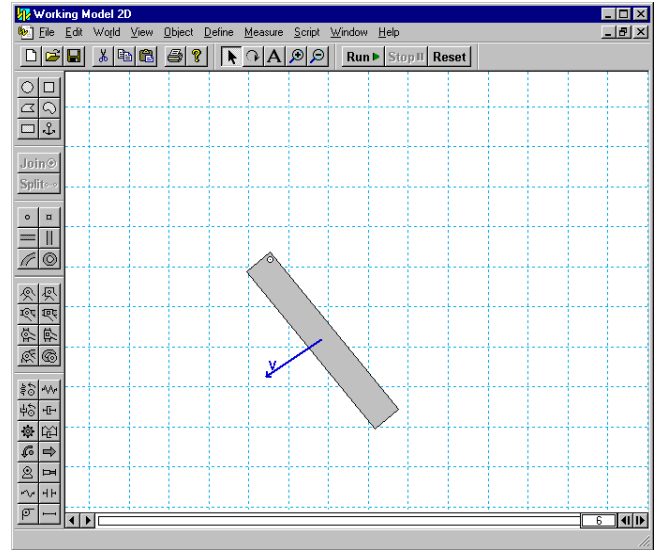 Working Model 2D
File Edit World View Object Define Measure Script Window Help
A Run Stop Reset
Join
Split
V
6